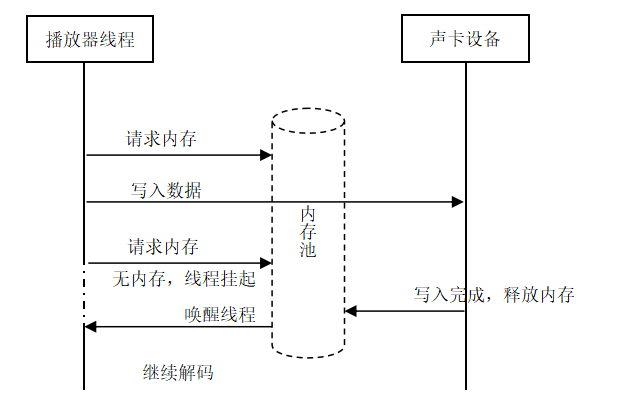 播放器线程
声卡设备
请求内存
写入数据
内存池
请求内存
无内存，线程挂起
写入完成，释放内存
唤醒线程
继续解码